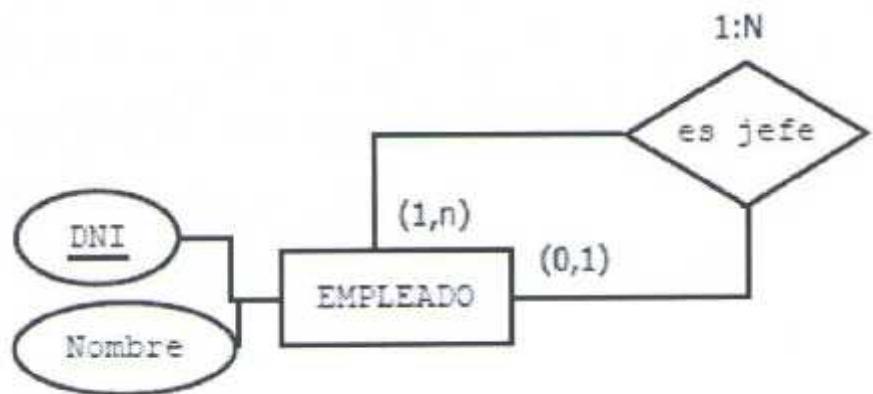 1:N
es jefe
(1,n)
DNI
(0,1)
EMPLEADO
Nombre